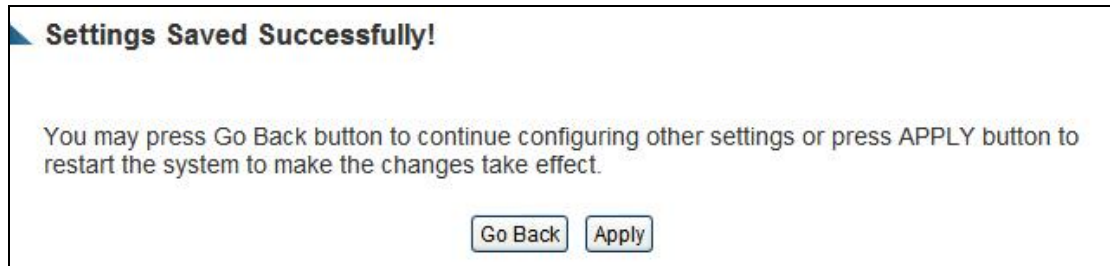 Settings Saved Successfully!
You may press Go Back button to continue configuring other settings or press APPLY button to
restart the system to make the changes take effect.
Go Back Apply